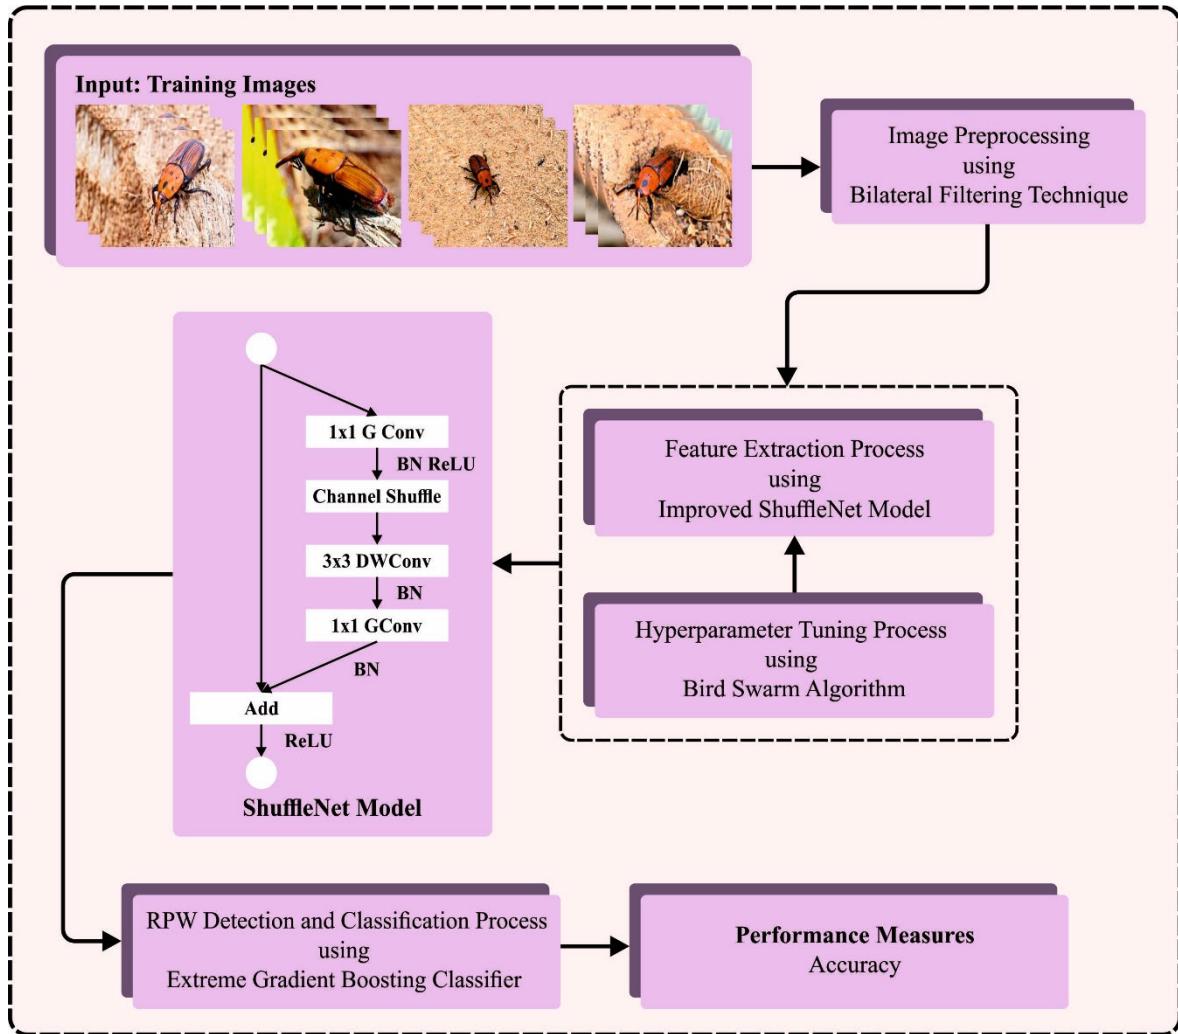 Input: Training Images
Image Preprocessing
using
Bilateral Filtering Technique
Feature Extraction Process
using
Improved ShuffleNet Model
Hyperparameter Tuning Process
using
Bird Swarm Algorithm
1x1 G Conv
BN ReLU
Channel Shuffle
3x3 DWConv
BN
1x1 GConv
BN
Add
ReLU
ShuffleNet Model
RPW Detection and Classification Process
using
Extreme Gradient Boosting Classifier
Performance Measures
Accuracy